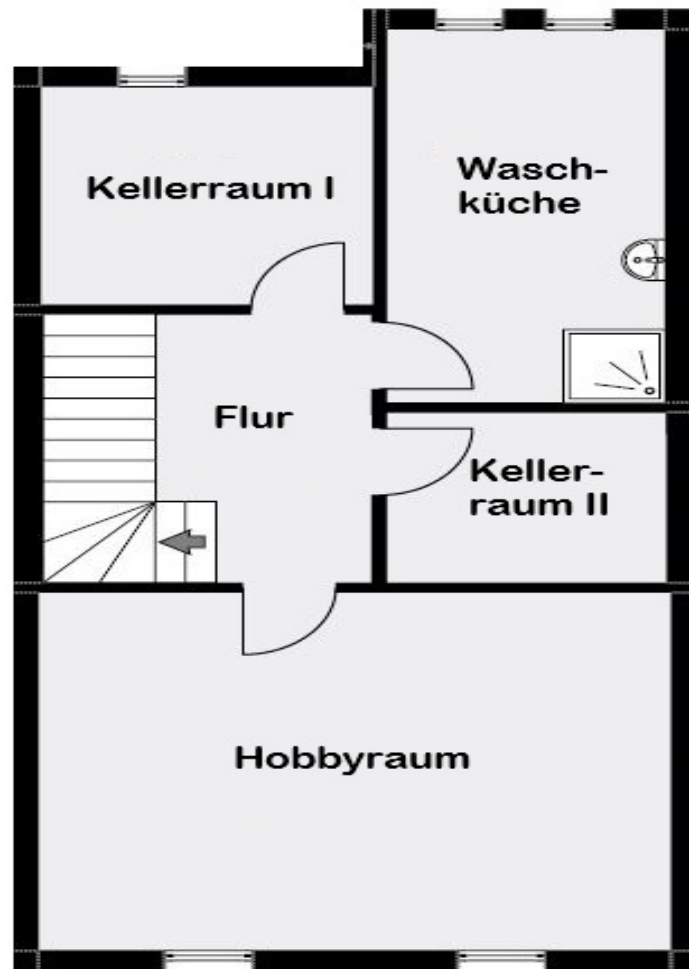 Kellerraum I
Wasch-
küche
Flur
Keller-
raum II
Hobbyraum